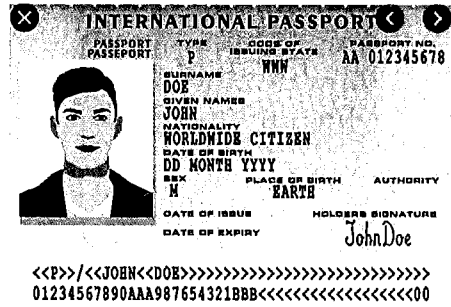 INTERNATIONAL PASSPORT
PASSPORT
PASSEPORT
TYPE
P
CODE OF
ISSUING STATE
WWW
PASSPORT NO.
AA 012345678
SURNAME
DOE
GIVEN NAMES
JOHN
NATIONALITY
WORLDWIDE CITIZEN
DATE OF BIRTH
DD MONTH YYYY
SEX
M
PLACE OF BIRTH
EARTH
AUTHORITY
DATE OF ISSUE
HOLDERS SIGNATURE
DATE OF EXPIRY
John Doe
<<P>>/<<JOHN<<DOE>>>>>>>>>>>>>>>>>>>>>>>>>>
01234567890AAA987654321BBB<<<<<<<<<<<<<<<<00